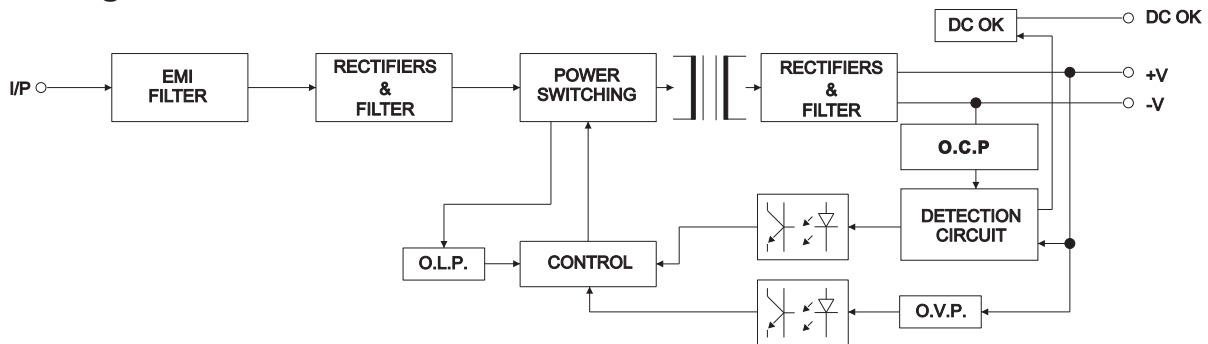 DC OK
DC OK
I/P
EMI
FILTER
RECTIFIERS
&
FILTER
POWER
SWITCHING
RECTIFIERS
&
FILTER
+V
-V
O.C.P
DETECTION
CIRCUIT
O.L.P.
CONTROL
O.V.P.